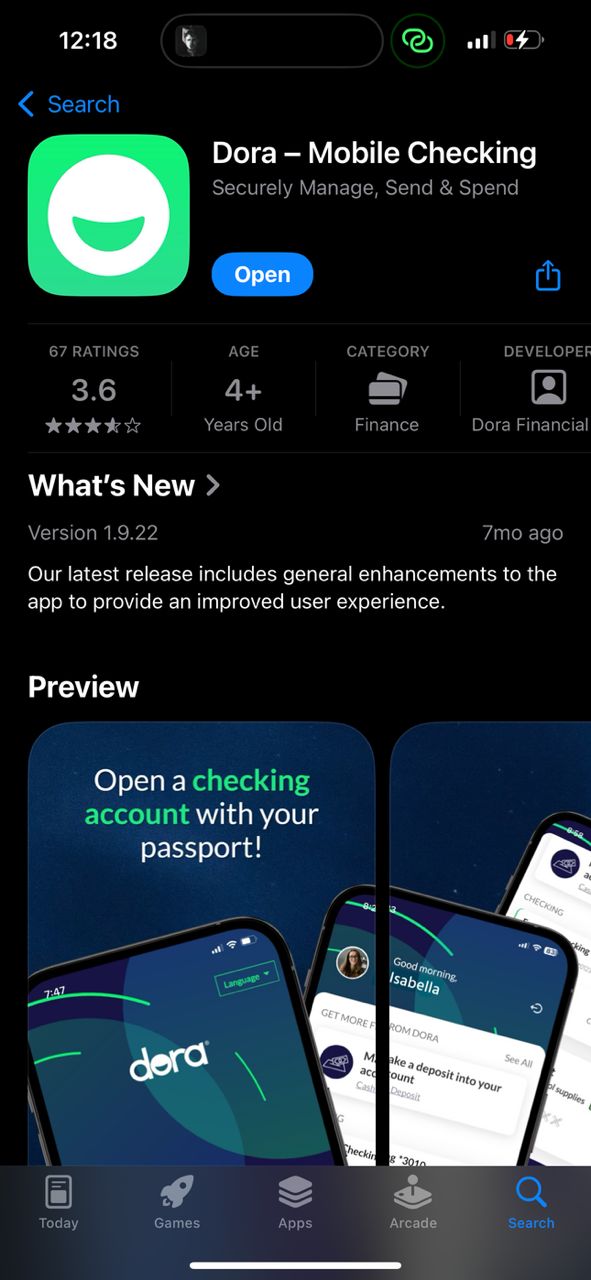 12:18
Search
Dora – Mobile Checking
Securely Manage, Send & Spend
Open
67 RATINGS
3.6
AGE
4+
Years Old
CATEGORY
Finance
DEVELOPER
Dora Financial
What's New
Version 1.9.22
7mo ago
Our latest release includes general enhancements to the
app to provide an improved user experience.
Preview
Open a checking
account with your
passport!
7:47
Language
dora
Good morning,
Isabella
GET MORE FROM DORA
See All
Make a deposit into your
account
Cash Deposit
Checking *3010
8:58
CHECKING
Today
Games
Apps
Arcade
Search